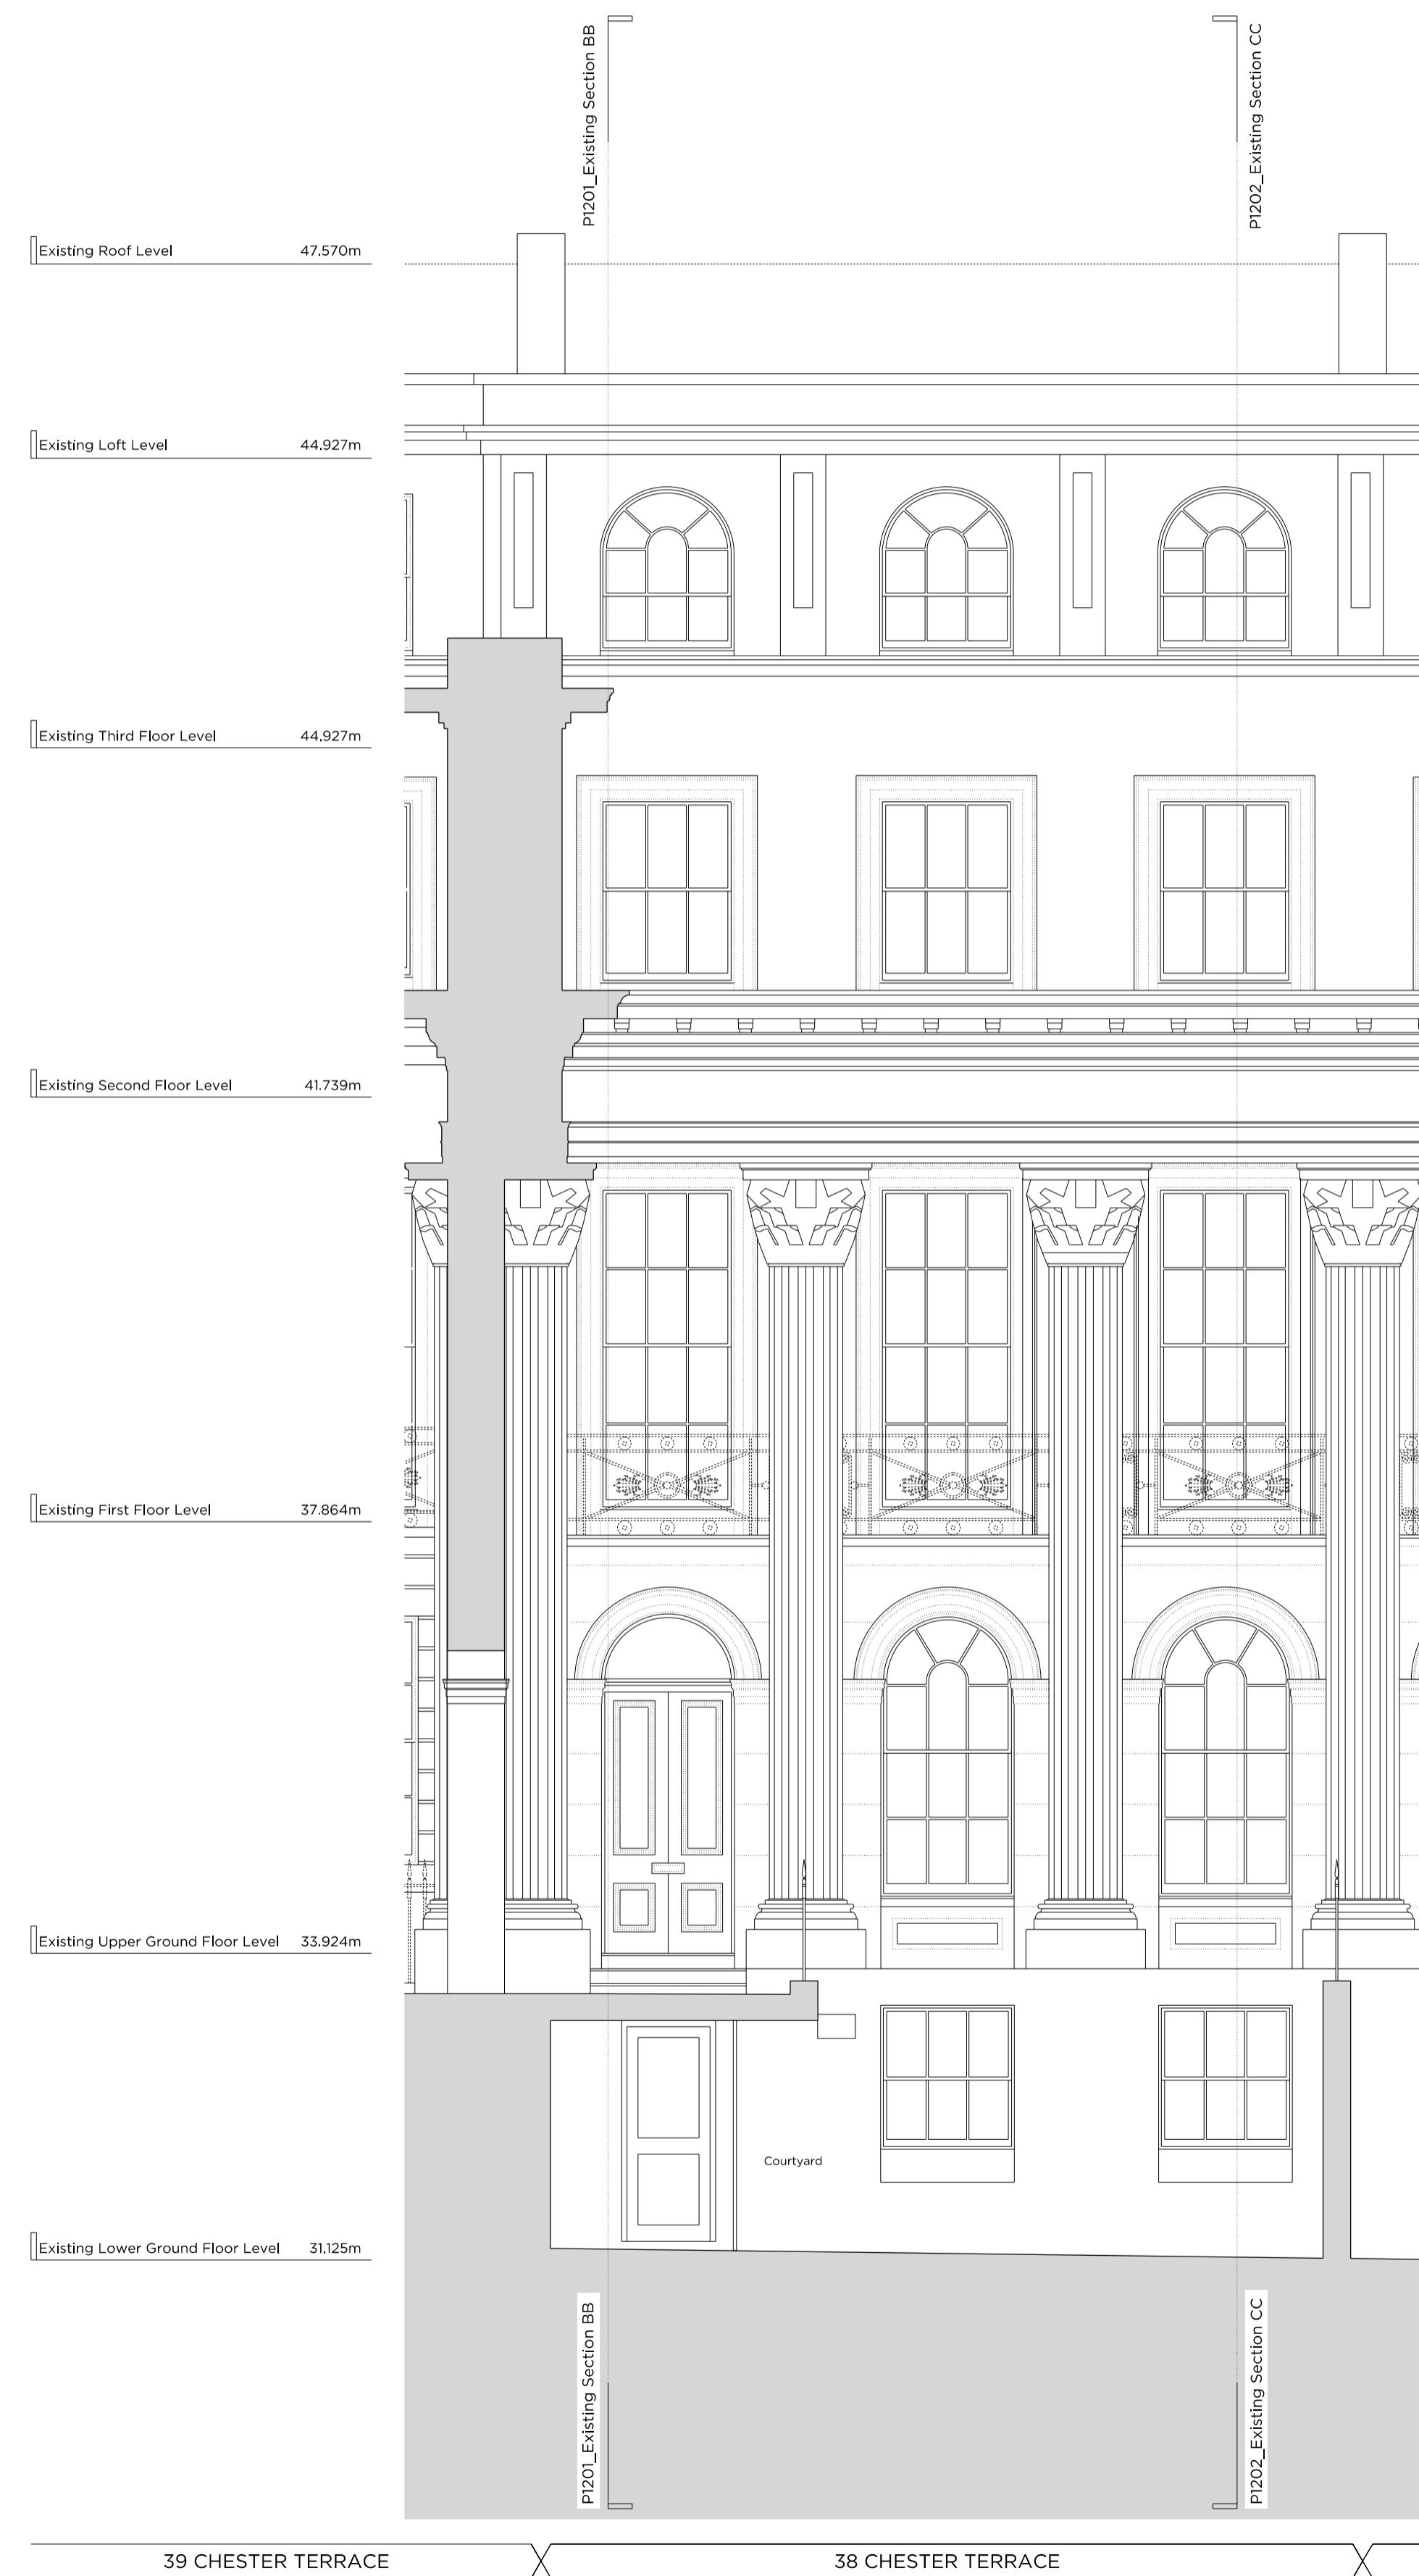 P1201_Existing Section BB
P1202_Existing Section CC
Existing Roof Level 47.570m
Existing Loft Level 44.927m
Existing Third Floor Level 44.927m
Existing Second Floor Level 41.739m
Existing First Floor Level 37.864m
Existing Upper Ground Floor Level 33.924m
Courtyard
Existing Lower Ground Floor Level 31.125m
P1201_Existing Section BB
P1202_Existing Section CC
39 CHESTER TERRACE
38 CHESTER TERRACE